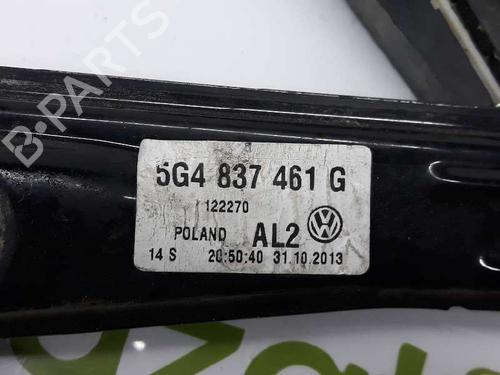 B-PARTS
5G4 837 461 G
122270
POLAND AL2
14 S 20:50:40 31.10.2013